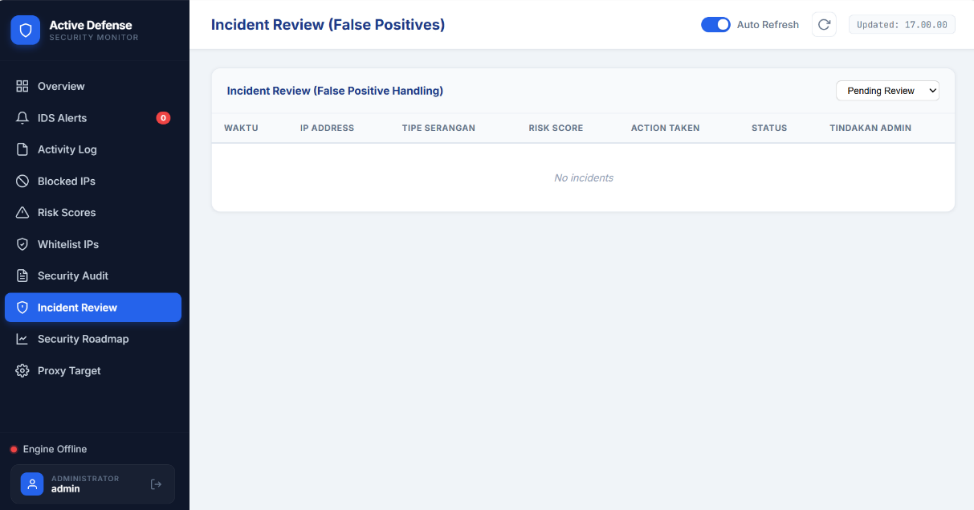 Active Defense
SECURITY MONITOR
Overview
IDS Alerts 0
Activity Log
Blocked IPs
Risk Scores
Whitelist IPs
Security Audit
Incident Review
Security Roadmap
Proxy Target
Engine Offline
ADMINISTRATOR
admin
Incident Review (False Positives)
Auto Refresh
Updated: 17.00.00
Incident Review (False Positive Handling)
Pending Review
WAKTU IP ADDRESS TIPE SERANGAN RISK SCORE ACTION TAKEN STATUS TINDAKAN ADMIN
No incidents